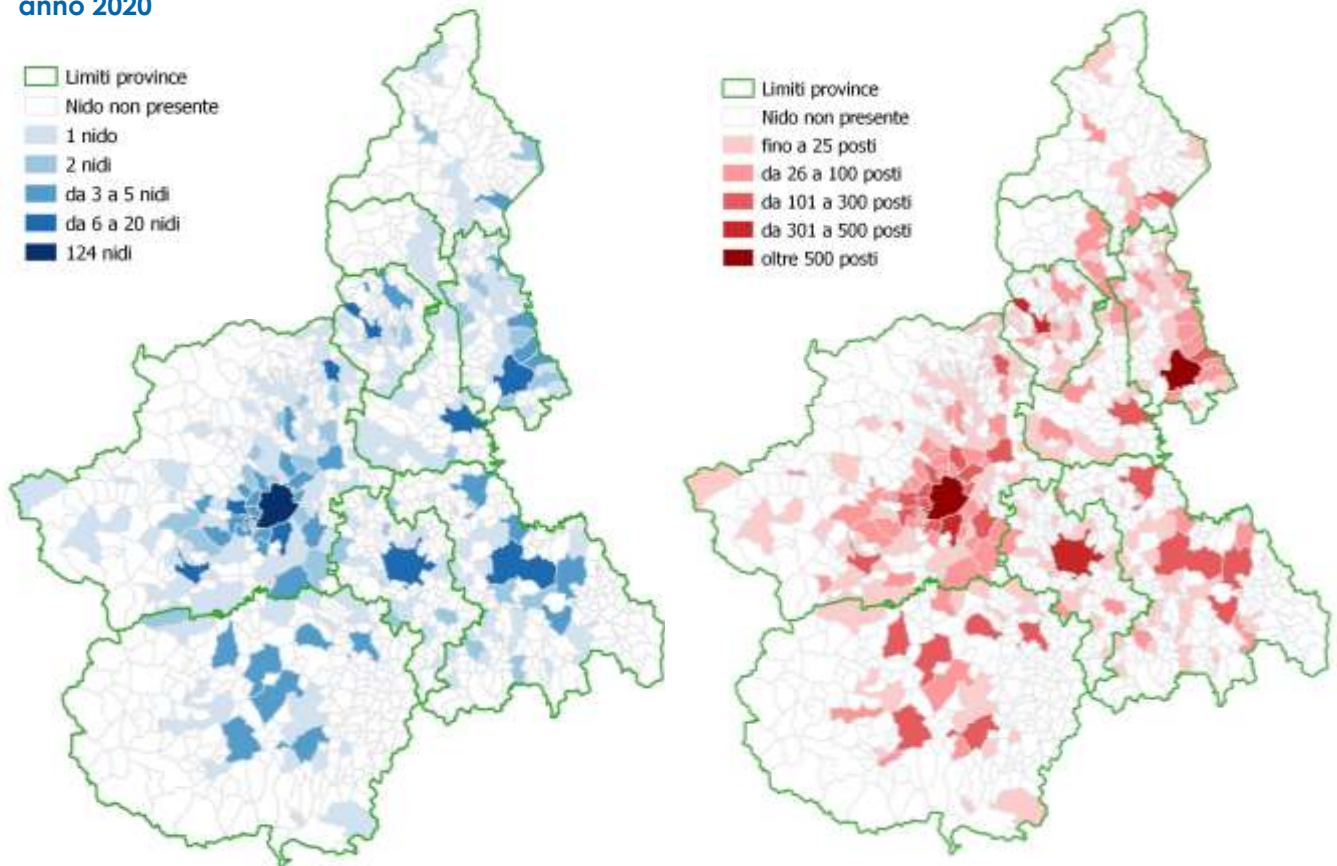 anno 2020
Limiti province
Nido non presente
1 nido
2 nidi
da 3 a 5 nidi
da 6 a 20 nidi
124 nidi
Limiti province
Nido non presente
fino a 25 posti
da 26 a 100 posti
da 101 a 300 posti
da 301 a 500 posti
oltre 500 posti